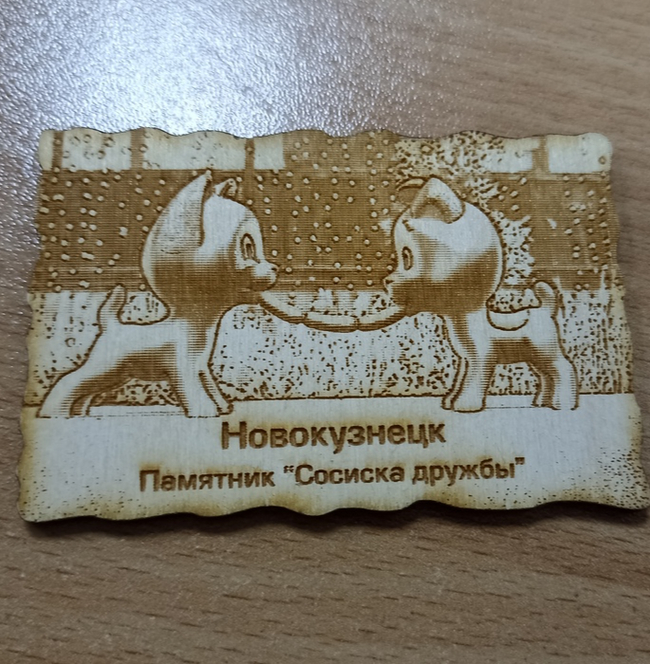 Новокузнецк
Памятник “Сосиска дружбы”